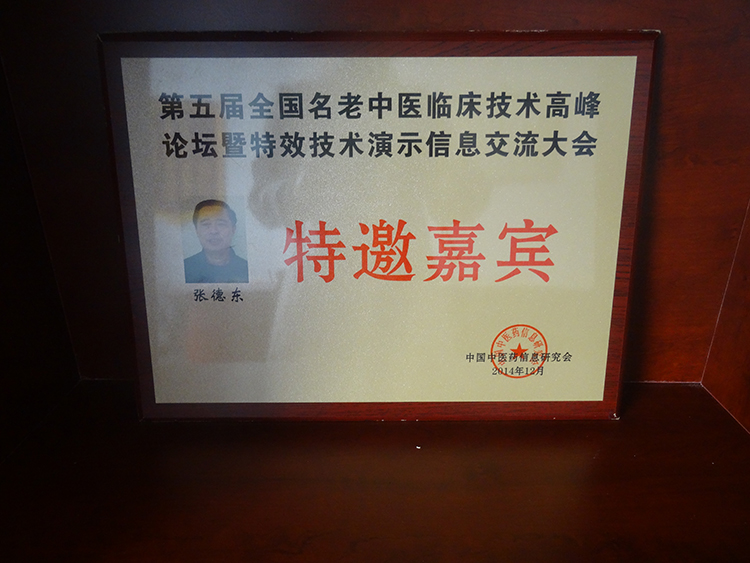 第五届全国名老中医临床技术高峰
论坛暨特效技术演示信息交流大会
特邀嘉宾
张德东
中国中医药信息研究会
2014年12月